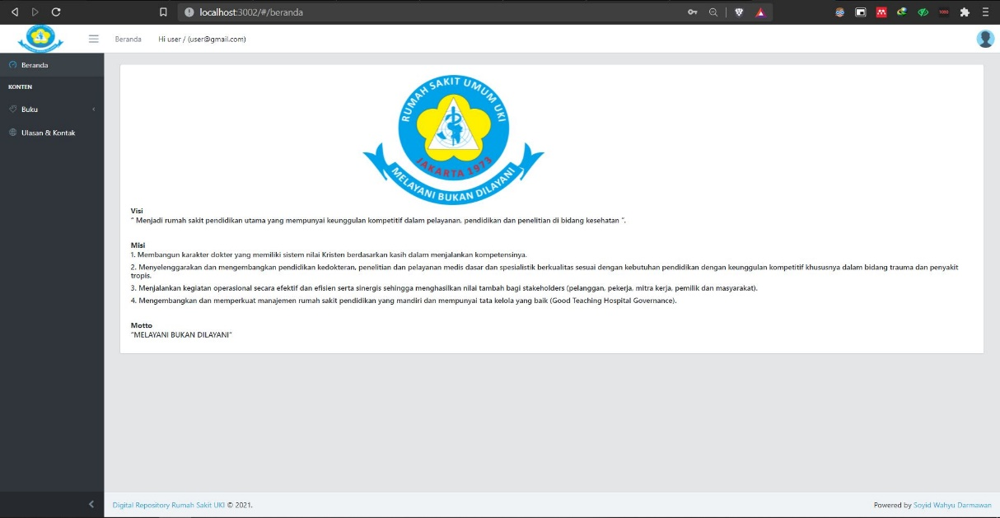 localhost:3002/#/beranda
1080
Beranda
Hi user / (user@gmail.com)
Beranda
KONTEN
Buku
Ulasan & Kontak
RUMAH SAKIT UMUM UKI
JAKARTA 1973
MELAYANI BUKAN DILAYANI
Visi
" Menjadi rumah sakit pendidikan utama yang mempunyai keunggulan kompetitif dalam pelayanan, pendidikan dan penelitian di bidang kesehatan ".
Misi
1. Membangun karakter dokter yang memiliki sistem nilai Kristen berdasarkan kasih dalam menjalankan kompetensinya.
2. Menyelenggarakan dan mengembangkan pendidikan kedokteran, penelitian dan pelayanan medis dasar dan spesialistik berkualitas sesuai dengan kebutuhan pendidikan dengan keunggulan kompetitif khususnya dalam bidang trauma dan penyakit
tropis.
3. Menjalankan kegiatan operasional secara efektif dan efisien serta sinergis sehingga menghasilkan nilai tambah bagi stakeholders (pelanggan, pekerja, mitra kerja, pemilik dan masyarakat).
4. Mengembangkan dan memperkuat manajemen rumah sakit pendidikan yang mandiri dan mempunyai tata kelola yang baik (Good Teaching Hospital Governance).
Motto
"MELAYANI BUKAN DILAYANI"
Digital Repository Rumah Sakit UKI © 2021.
Powered by Soyid Wahyu Darmawan